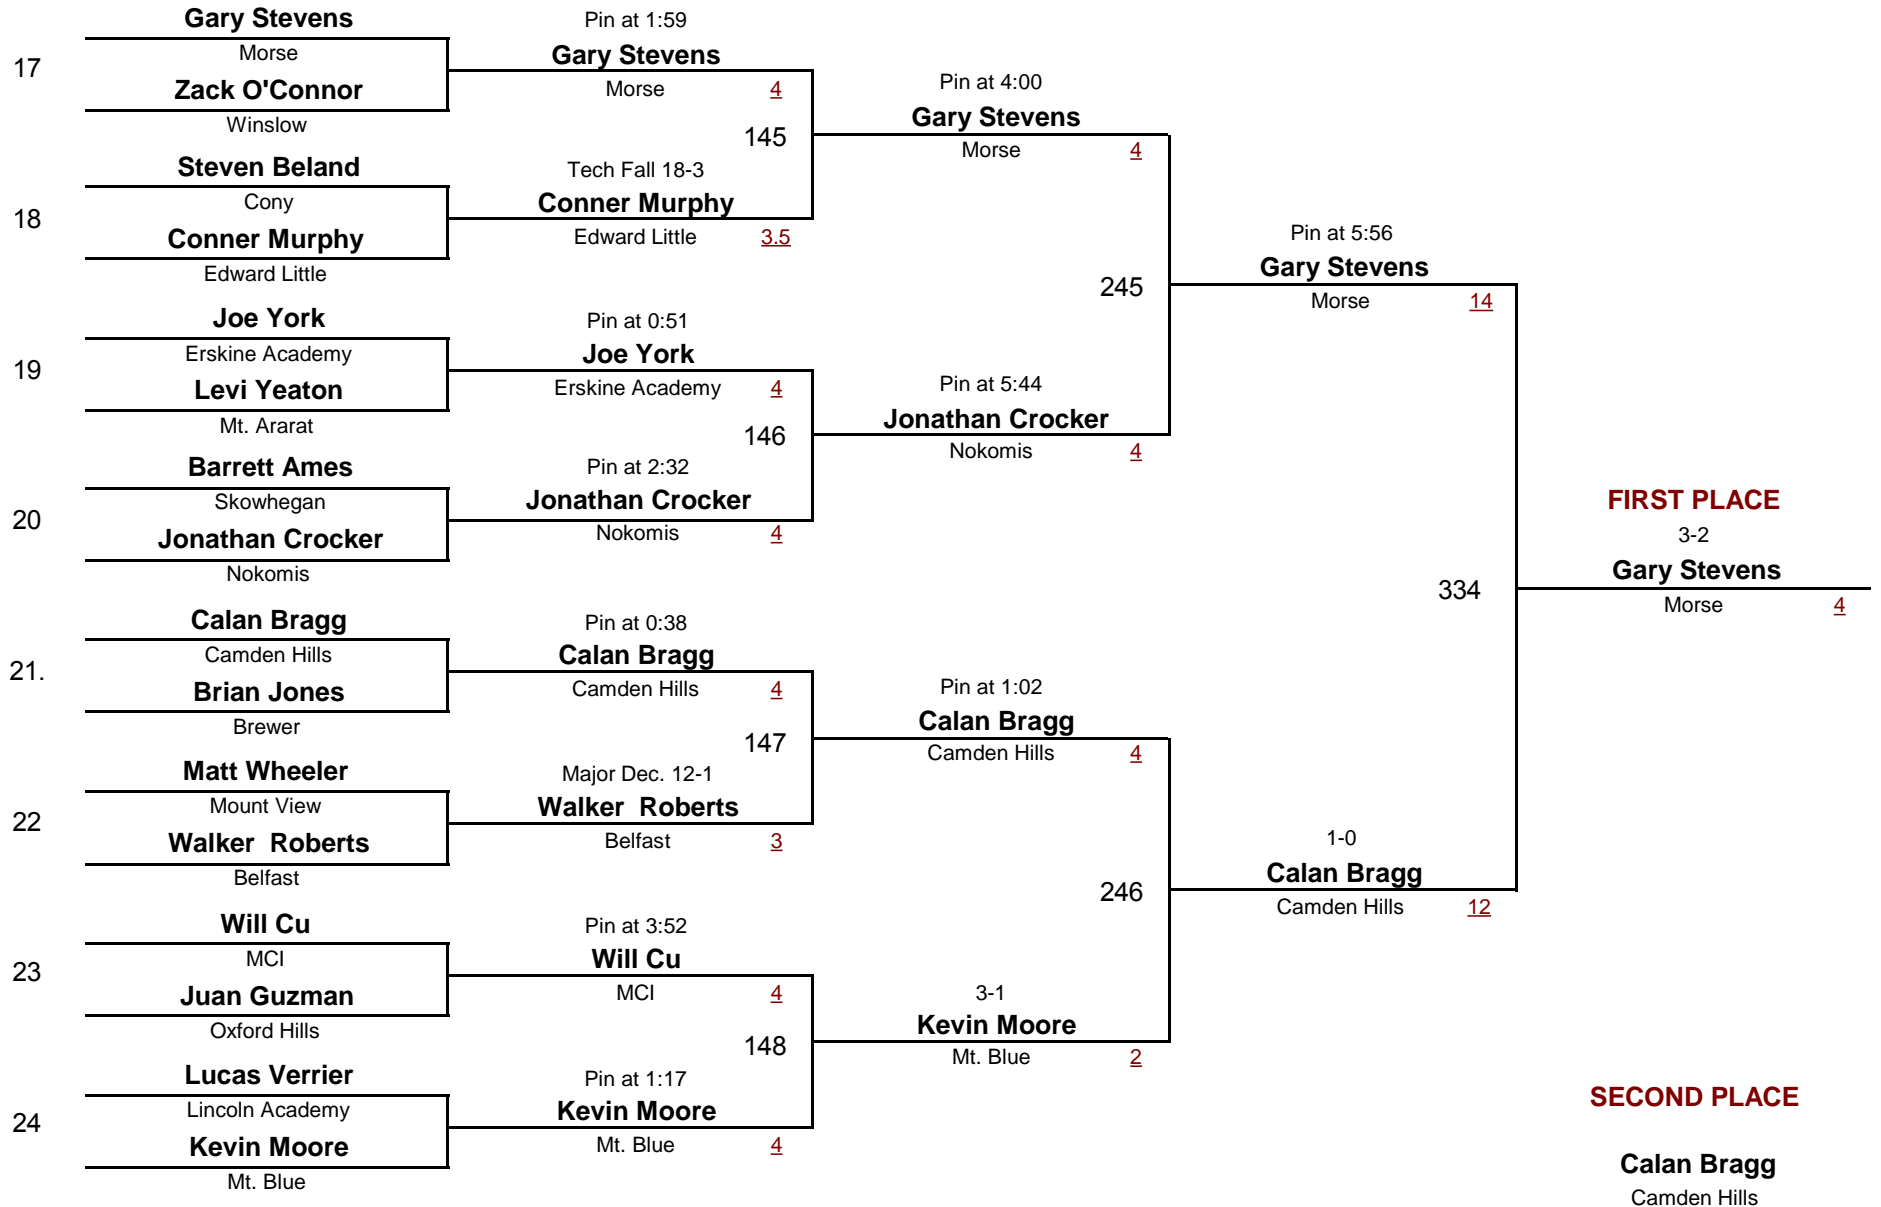 Gary Stevens
Morse
17
Zack O'Connor
Winslow
Steven Beland
Cony
18
Conner Murphy
Edward Little
Joe York
Erskine Academy
19
Levi Yeaton
Mt. Ararat
Barrett Ames
Skowhegan
20
Jonathan Crocker
Nokomis
Calan Bragg
Camden Hills
21.
Brian Jones
Brewer
Matt Wheeler
Mount View
22
Walker  Roberts
Belfast
Will Cu
MCI
23
Juan Guzman
Oxford Hills
Lucas Verrier
Lincoln Academy
24
Kevin Moore
Mt. Blue
Pin at 1:59
Gary Stevens
Morse 4
145
Tech Fall 18-3
Conner Murphy
Edward Little 3.5
Pin at 0:51
Joe York
Erskine Academy 4
146
Pin at 2:32
Jonathan Crocker
Nokomis 4
Pin at 0:38
Calan Bragg
Camden Hills 4
147
Major Dec. 12-1
Walker  Roberts
Belfast 3
Pin at 3:52
Will Cu
MCI 4
148
Pin at 1:17
Kevin Moore
Mt. Blue 4
Pin at 4:00
Gary Stevens
Morse 4
245
Pin at 5:44
Jonathan Crocker
Nokomis 4
Pin at 1:02
Calan Bragg
Camden Hills 4
246
3-1
Kevin Moore
Mt. Blue 2
Pin at 5:56
Gary Stevens
Morse 14
334
1-0
Calan Bragg
Camden Hills 12
FIRST PLACE
3-2
Gary Stevens
Morse 4
SECOND PLACE
Calan Bragg
Camden Hills